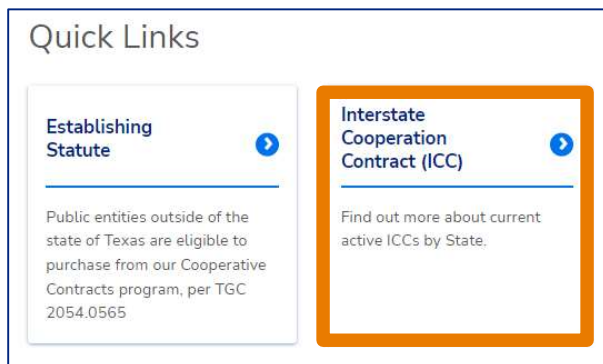 Quick Links
Establishing
Statute
Public entities outside of the
state of Texas are eligible to
purchase from our Cooperative
Contracts program, per TGC
2054.0565
Interstate
Cooperation
Contract (ICC)
Find out more about current
active ICCs by State.